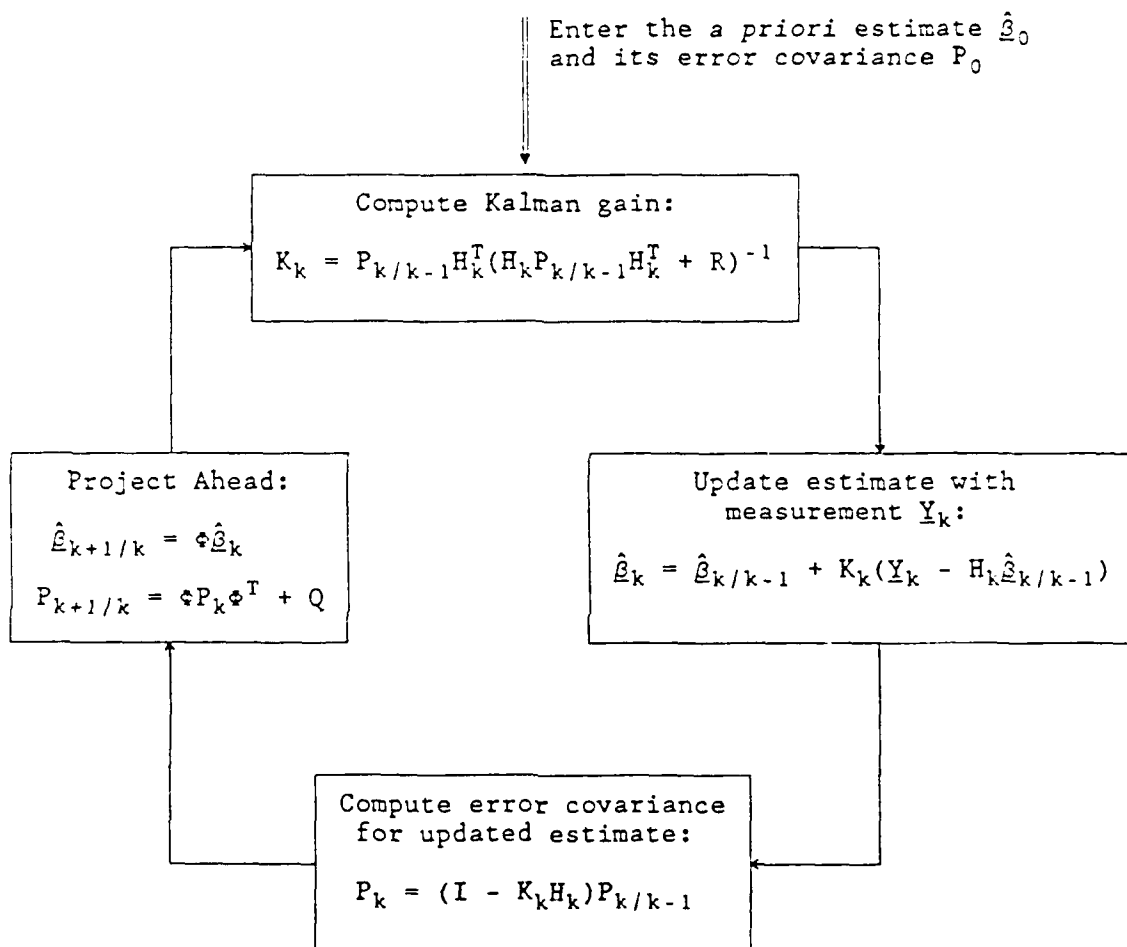 Enter the a priori estimate β̂₀
and its error covariance P₀
Compute Kalman gain:
Kₖ = Pₖ/ₖ₋₁Hₖᵀ(HₖPₖ/ₖ₋₁Hₖᵀ + R)⁻¹
Update estimate with
measurement Y̲ₖ:
β̲̂ₖ = β̲̂ₖ/ₖ₋₁ + Kₖ(Y̲ₖ - Hₖβ̲̂ₖ/ₖ₋₁)
Compute error covariance
for updated estimate:
Pₖ = (I - KₖHₖ)Pₖ/ₖ₋₁
Project Ahead:
β̲̂ₖ₊₁/ₖ = Φβ̲̂ₖ
Pₖ₊₁/ₖ = ΦPₖΦᵀ + Q